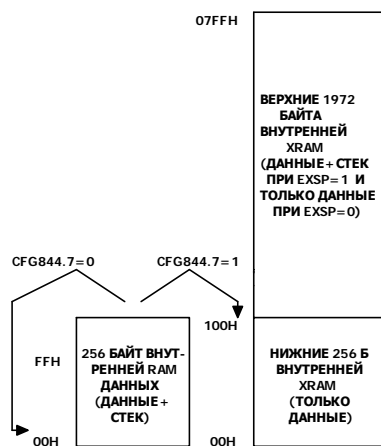 07FFH
ВЕРХНИЕ 1972
БАЙТА
ВНУТРЕННЕЙ
XRAM
(ДАННЫЕ+СТЕК
ПРИ EXSP=1 И
ТОЛЬКО ДАННЫЕ
ПРИ EXSP=0)
CFG844.7=0
CFG844.7=1
100H
FFH
256 БАЙТ ВНУТ-
РЕННЕЙ RAM
ДАННЫХ
(ДАННЫЕ+
СТЕК)
НИЖНИЕ 256 Б
ВНУТРЕННЕЙ
XRAM
(ТОЛЬКО
ДАННЫЕ)
00H
00H